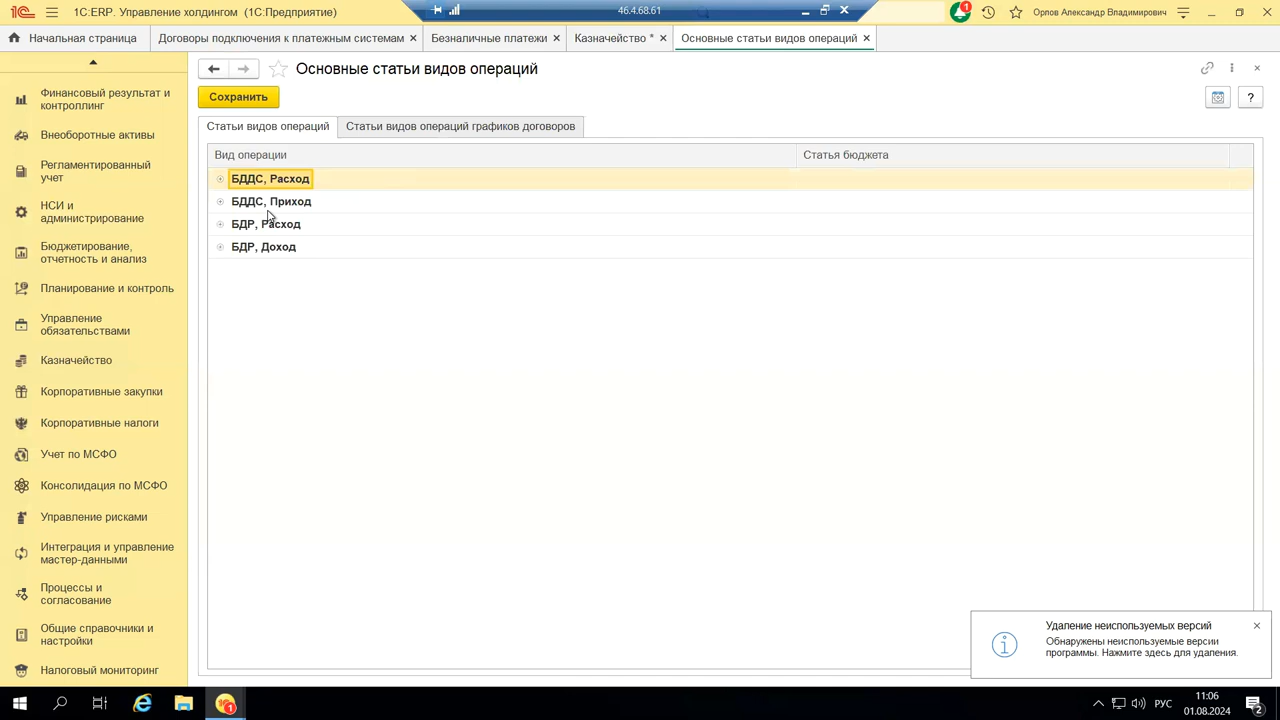 1С:ERP. Управление холдингом (1С:Предприятие)
46.4.68.61
1
Орлов Александр Владимирович
Начальная страница
Договоры подключения к платежным системам
Безналичные платежи
Казначейство *
Основные статьи видов операций
Финансовый результат и
контроллинг
Внеоборотные активы
Регламентированный
учет
НСИ и
администрирование
Бюджетирование,
отчетность и анализ
Планирование и контроль
Управление
обязательствами
Казначейство
Корпоративные закупки
Корпоративные налоги
Учет по МСФО
Консолидация по МСФО
Управление рисками
Интеграция и управление
мастер-данными
Процессы и
согласование
Общие справочники и
настройки
Налоговый мониторинг
Основные статьи видов операций
Сохранить
?
Статьи видов операций
Статьи видов операций графиков договоров
Вид операции
Статья бюджета
БДДС, Расход
БДДС, Приход
БДР, Расход
БДР, Доход
Удаление неиспользуемых версий
Обнаружены неиспользуемые версии
программы. Нажмите здесь для удаления.
1
РУС
11:06
01.08.2024
2